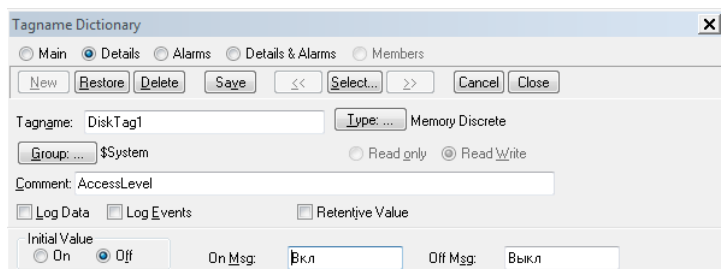 Tagname Dictionary
Main Details Alarms Details & Alarms Members
New Restore Delete Save << Select... >> Cancel Close
Tagname: DiskTag1 Type: ... Memory Discrete
Group: ... $System Read only Read Write
Comment: AccessLevel
Log Data Log Events Retentive Value
Initial Value
On Off On Msg: Вкл Off Msg: Выкл